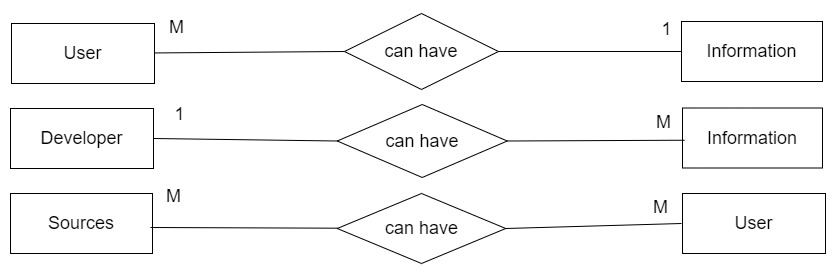 M
User can have 1 Information
1
Developer can have M Information
M
Sources can have M User